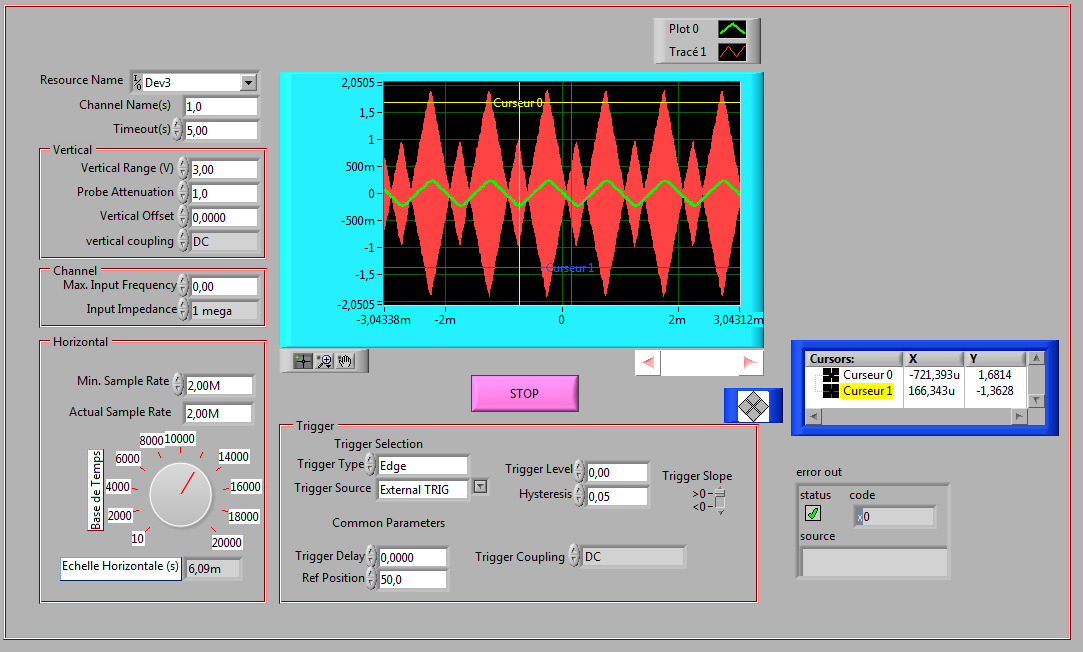 Plot 0
Tracé 1
Resource Name
I/O Dev3
Channel Name(s) 1,0
Timeout(s) 5,00
Vertical
Vertical Range (V) 3,00
Probe Attenuation 1,0
Vertical Offset 0,0000
vertical coupling DC
Channel
Max. Input Frequency 0,00
Input Impedance 1 mega
Horizontal
Min. Sample Rate 2,00M
Actual Sample Rate 2,00M
Base de Temps
10
2000
4000
6000
8000
10000
14000
16000
18000
20000
Echelle Horizontale (s) 6,09m
2,0505
1,5
1
500m
0
-500m
-1
-1,5
-2,0505
Curseur 0
Curseur 1
-3,04338m
-2m
0
2m
3,04312m
STOP
Trigger
Trigger Selection
Trigger Type Edge
Trigger Source External TRIG
Trigger Level 0,00
Hysteresis 0,05
Trigger Slope
>0
<0
Common Parameters
Trigger Delay 0,0000
Ref Position 50,0
Trigger Coupling DC
Cursors: X Y
Curseur 0 -721,393u 1,6814
Curseur 1 166,343u -1,3628
error out
status code
x0
source